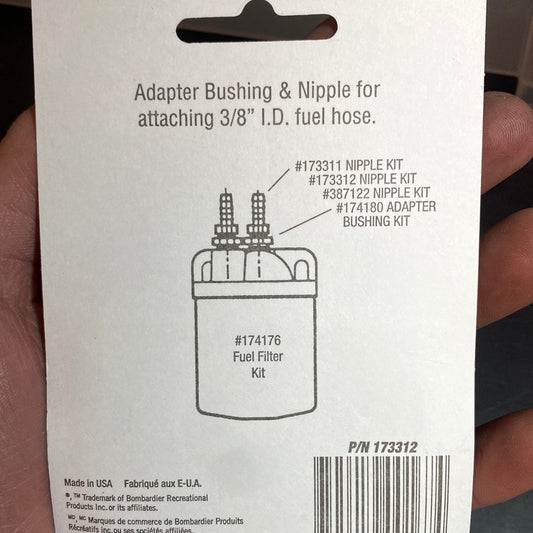 Adapter Bushing & Nipple for
attaching 3/8” I.D. fuel hose.
#173311 NIPPLE KIT
#173312 NIPPLE KIT
#387122 NIPPLE KIT
#174180 ADAPTER
BUSHING KIT
#174176
Fuel Filter
Kit
P/N 173312
Made in USA Fabriqué aux E-U.A.
®, ™ Trademark of Bombardier Recreational
Products Inc. or its affiliates.
MD, MC Marques de commerce de Bombardier Produits
Récréatifs inc. ou ses sociétés affiliées.